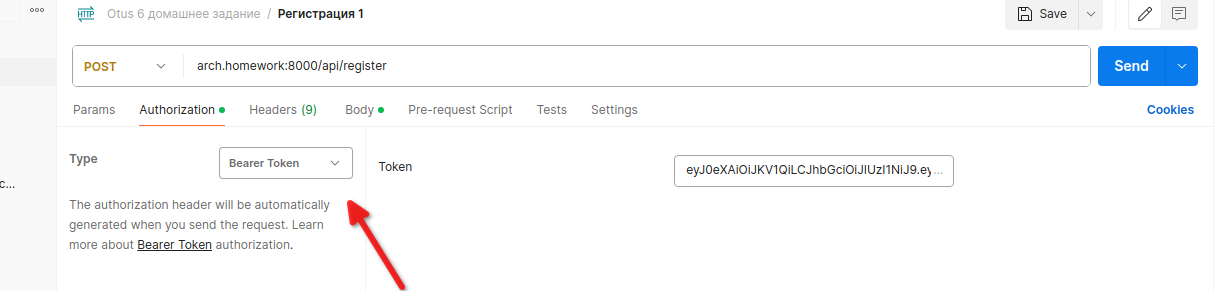 HTTP Otus 6 домашнее задание / Регистрация 1 Save
POST arch.homework:8000/api/register Send
Params Authorization Headers (9) Body Pre-request Script Tests Settings Cookies
Type Bearer Token Token eyJ0eXAiOiJKV1QiLCJhbGciOiJIUzI1NiJ9.ey...
с...
The authorization header will be automatically
generated when you send the request. Learn
more about Bearer Token authorization.